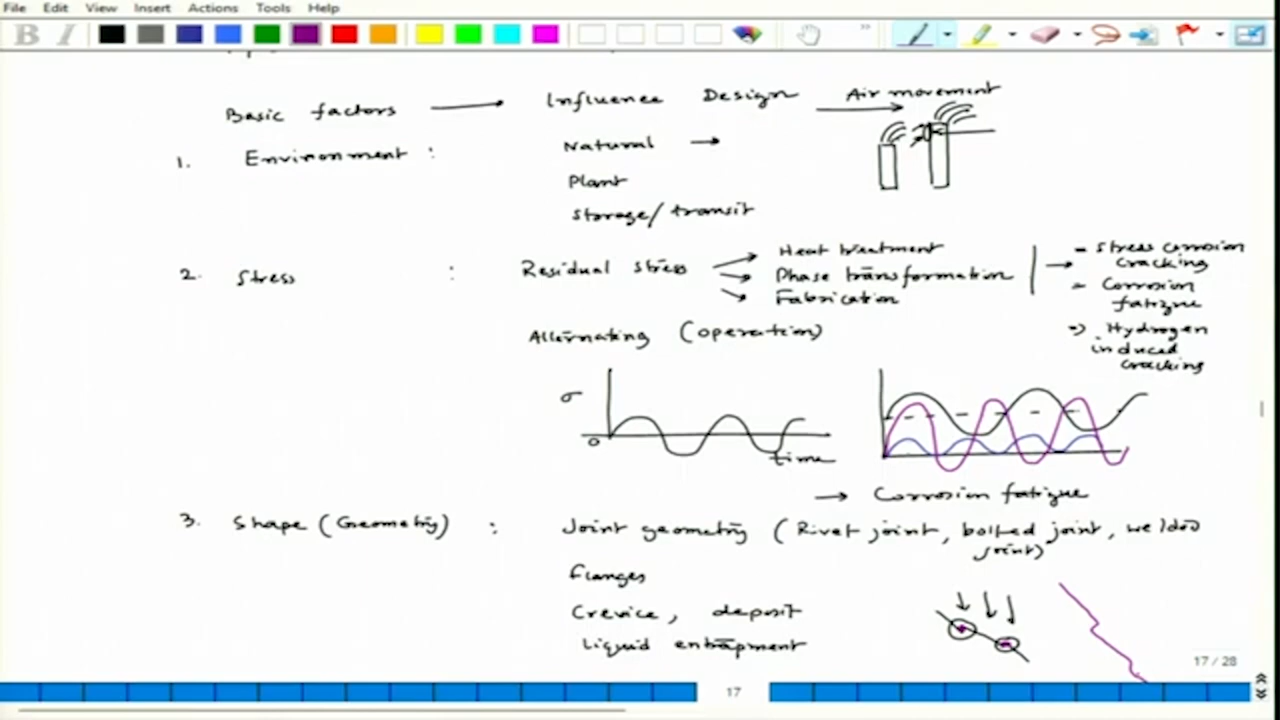 File Edit View Insert Actions Tools Help
B I
Basic factors → Influence Design → Air movement
1. Environment : Natural →
Plant
Storage/transit
2. Stress : Residual stress
Heat treatment
Phase transformation
Fabrication
→ - Stress corrosion
cracking
- Corrosion
fatigue
-) Hydrogen
induced
cracking
Alternating (operation)
σ
0
time
→ Corrosion fatigue
3. Shape (Geometry) : Joint geometry (Rivet joint, bolted joint, welded
joint)
flanges
Crevice, deposit
Liquid entrapment
17 / 28
17